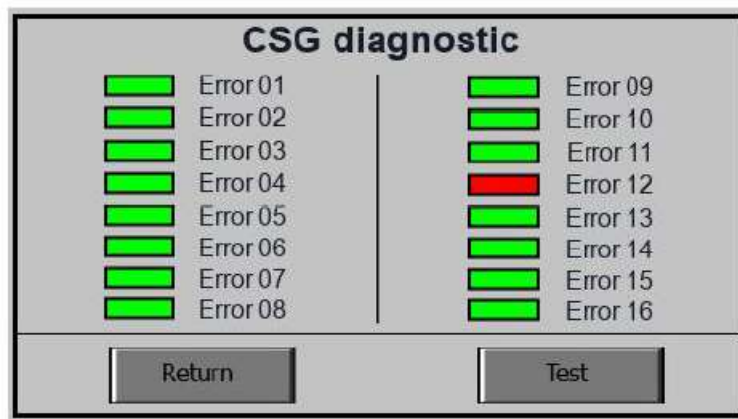 CSG diagnostic
Error 01
Error 02
Error 03
Error 04
Error 05
Error 06
Error 07
Error 08
Error 09
Error 10
Error 11
Error 12
Error 13
Error 14
Error 15
Error 16
Return
Test